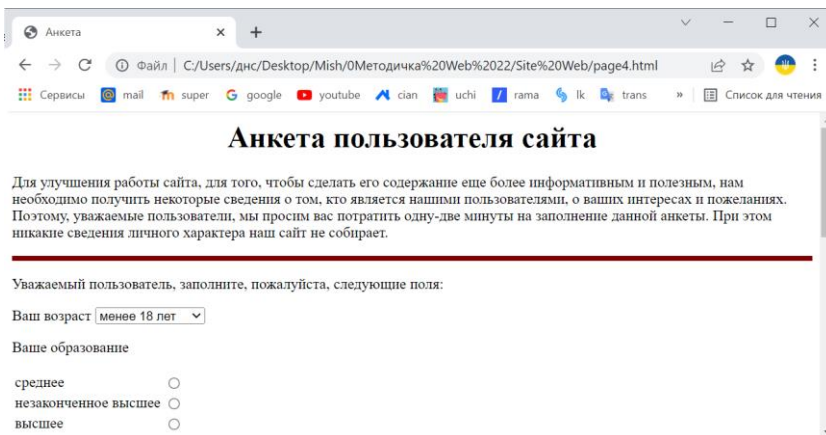 Анкета
Файл | C:/Users/днс/Desktop/Mish/0Методичка%20Web%2022/Site%20Web/page4.html
Сервисы mail super google youtube cian uchi rama lk trans » Список для чтения
Анкета пользователя сайта
Для улучшения работы сайта, для того, чтобы сделать его содержание еще более информативным и полезным, нам
необходимо получить некоторые сведения о том, кто является нашими пользователями, о ваших интересах и пожеланиях.
Поэтому, уважаемые пользователи, мы просим вас потратить одну-две минуты на заполнение данной анкеты. При этом
никакие сведения личного характера наш сайт не собирает.
Уважаемый пользователь, заполните, пожалуйста, следующие поля:
Ваш возраст менее 18 лет
Ваше образование
среднее
незаконченное высшее
высшее